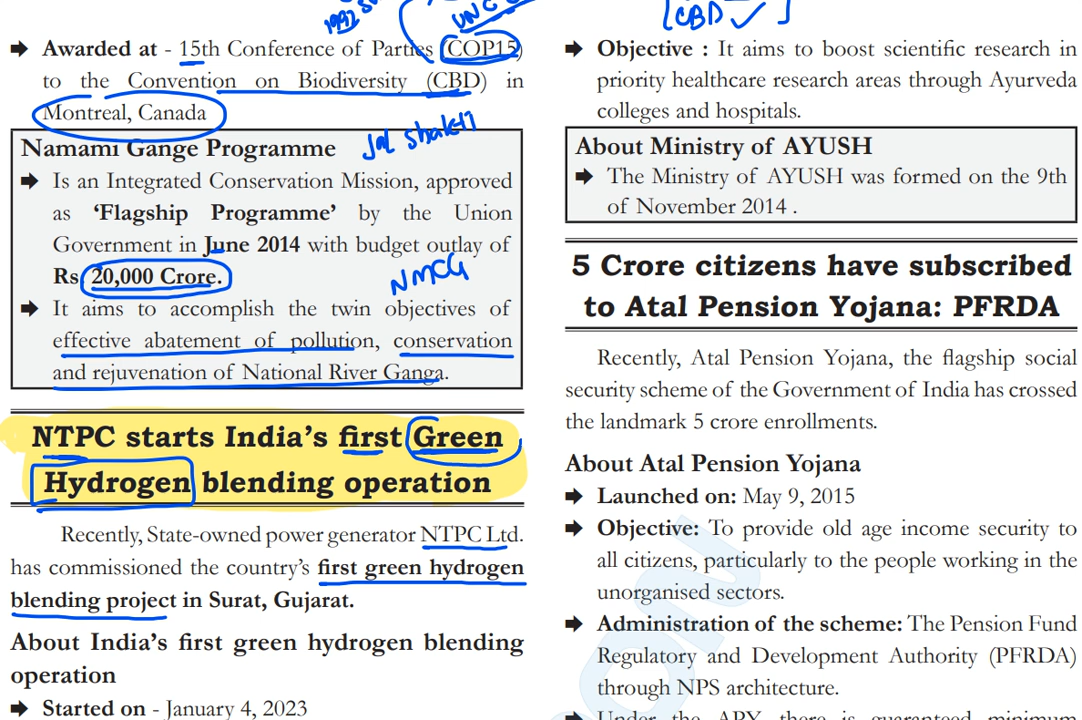 1992
UNC
➔ Awarded at - 15th Conference of Parties (COP15)
to the Convention on Biodiversity (CBD) in
Montreal, Canada
Jal Shakti
Namami Gange Programme
➔ Is an Integrated Conservation Mission, approved
as ‘Flagship Programme’ by the Union
Government in June 2014 with budget outlay of
Rs 20,000 Crore.
NMCG
➔ It aims to accomplish the twin objectives of
effective abatement of pollution, conservation
and rejuvenation of National River Ganga.
NTPC starts India’s first Green
Hydrogen blending operation
Recently, State-owned power generator NTPC Ltd.
has commissioned the country’s first green hydrogen
blending project in Surat, Gujarat.
About India’s first green hydrogen blending
operation
➔ Started on - January 4, 2023
[CBD ✓]
➔ Objective : It aims to boost scientific research in
priority healthcare research areas through Ayurveda
colleges and hospitals.
About Ministry of AYUSH
➔ The Ministry of AYUSH was formed on the 9th
of November 2014 .
5 Crore citizens have subscribed
to Atal Pension Yojana: PFRDA
Recently, Atal Pension Yojana, the flagship social
security scheme of the Government of India has crossed
the landmark 5 crore enrollments.
About Atal Pension Yojana
➔ Launched on: May 9, 2015
➔ Objective: To provide old age income security to
all citizens, particularly to the people working in the
unorganised sectors.
➔ Administration of the scheme: The Pension Fund
Regulatory and Development Authority (PFRDA)
through NPS architecture.
➔ Under the APY, there is guaranteed minimum